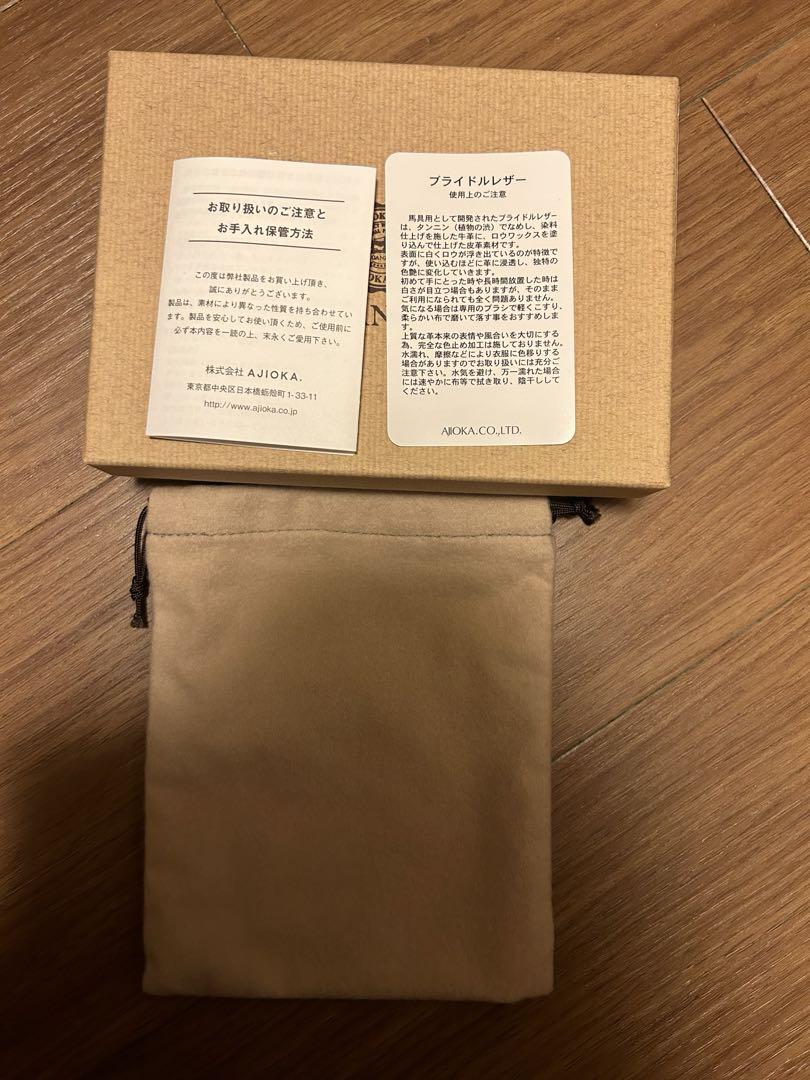 お取り扱いのご注意と
お手入れ保管方法
この度は弊社製品をお買い上げ頂き、
誠にありがとうございます。
製品は、素材により異なった性質を持ち合わせてい
ます。製品を安心してお使い頂くため、ご使用前に
必ず本内容を一読の上、末永くご愛用下さい。
株式会社 AJIOKA.
東京都中央区日本橋蛎殻町1-33-11
http://www.ajioka.co.jp
ブライドルレザー
使用上のご注意
馬具用として開発されたブライドルレザー
は、タンニン（植物の渋）でなめし、染料
仕上げを施した牛革に、ロウワックスを塗
り込んで仕上げた皮革素材です。
表面に白くロウが浮き出ているのが特徴で
すが、使い込むほどに革に浸透し、独特の
色艶に変化していきます。
初めて手にとった時や長時間放置した時は
白さが目立つ場合もありますが、そのまま
ご利用になられても全く問題ありません。
気になる場合は専用のブラシで軽くこすり、
柔らかい布で磨いて落す事をおすすめしま
す。
上質な革本来の表情や風合いを大切にする
為、完全な色止め加工は施しておりません。
水濡れ、摩擦などにより衣服に色移りする
場合がありますのでお取り扱いには充分ご
注意下さい。水気を避け、万一濡れた場合
には速やかに布等で拭き取り、陰干ししてく
ださい。
AJIOKA.CO.,LTD.